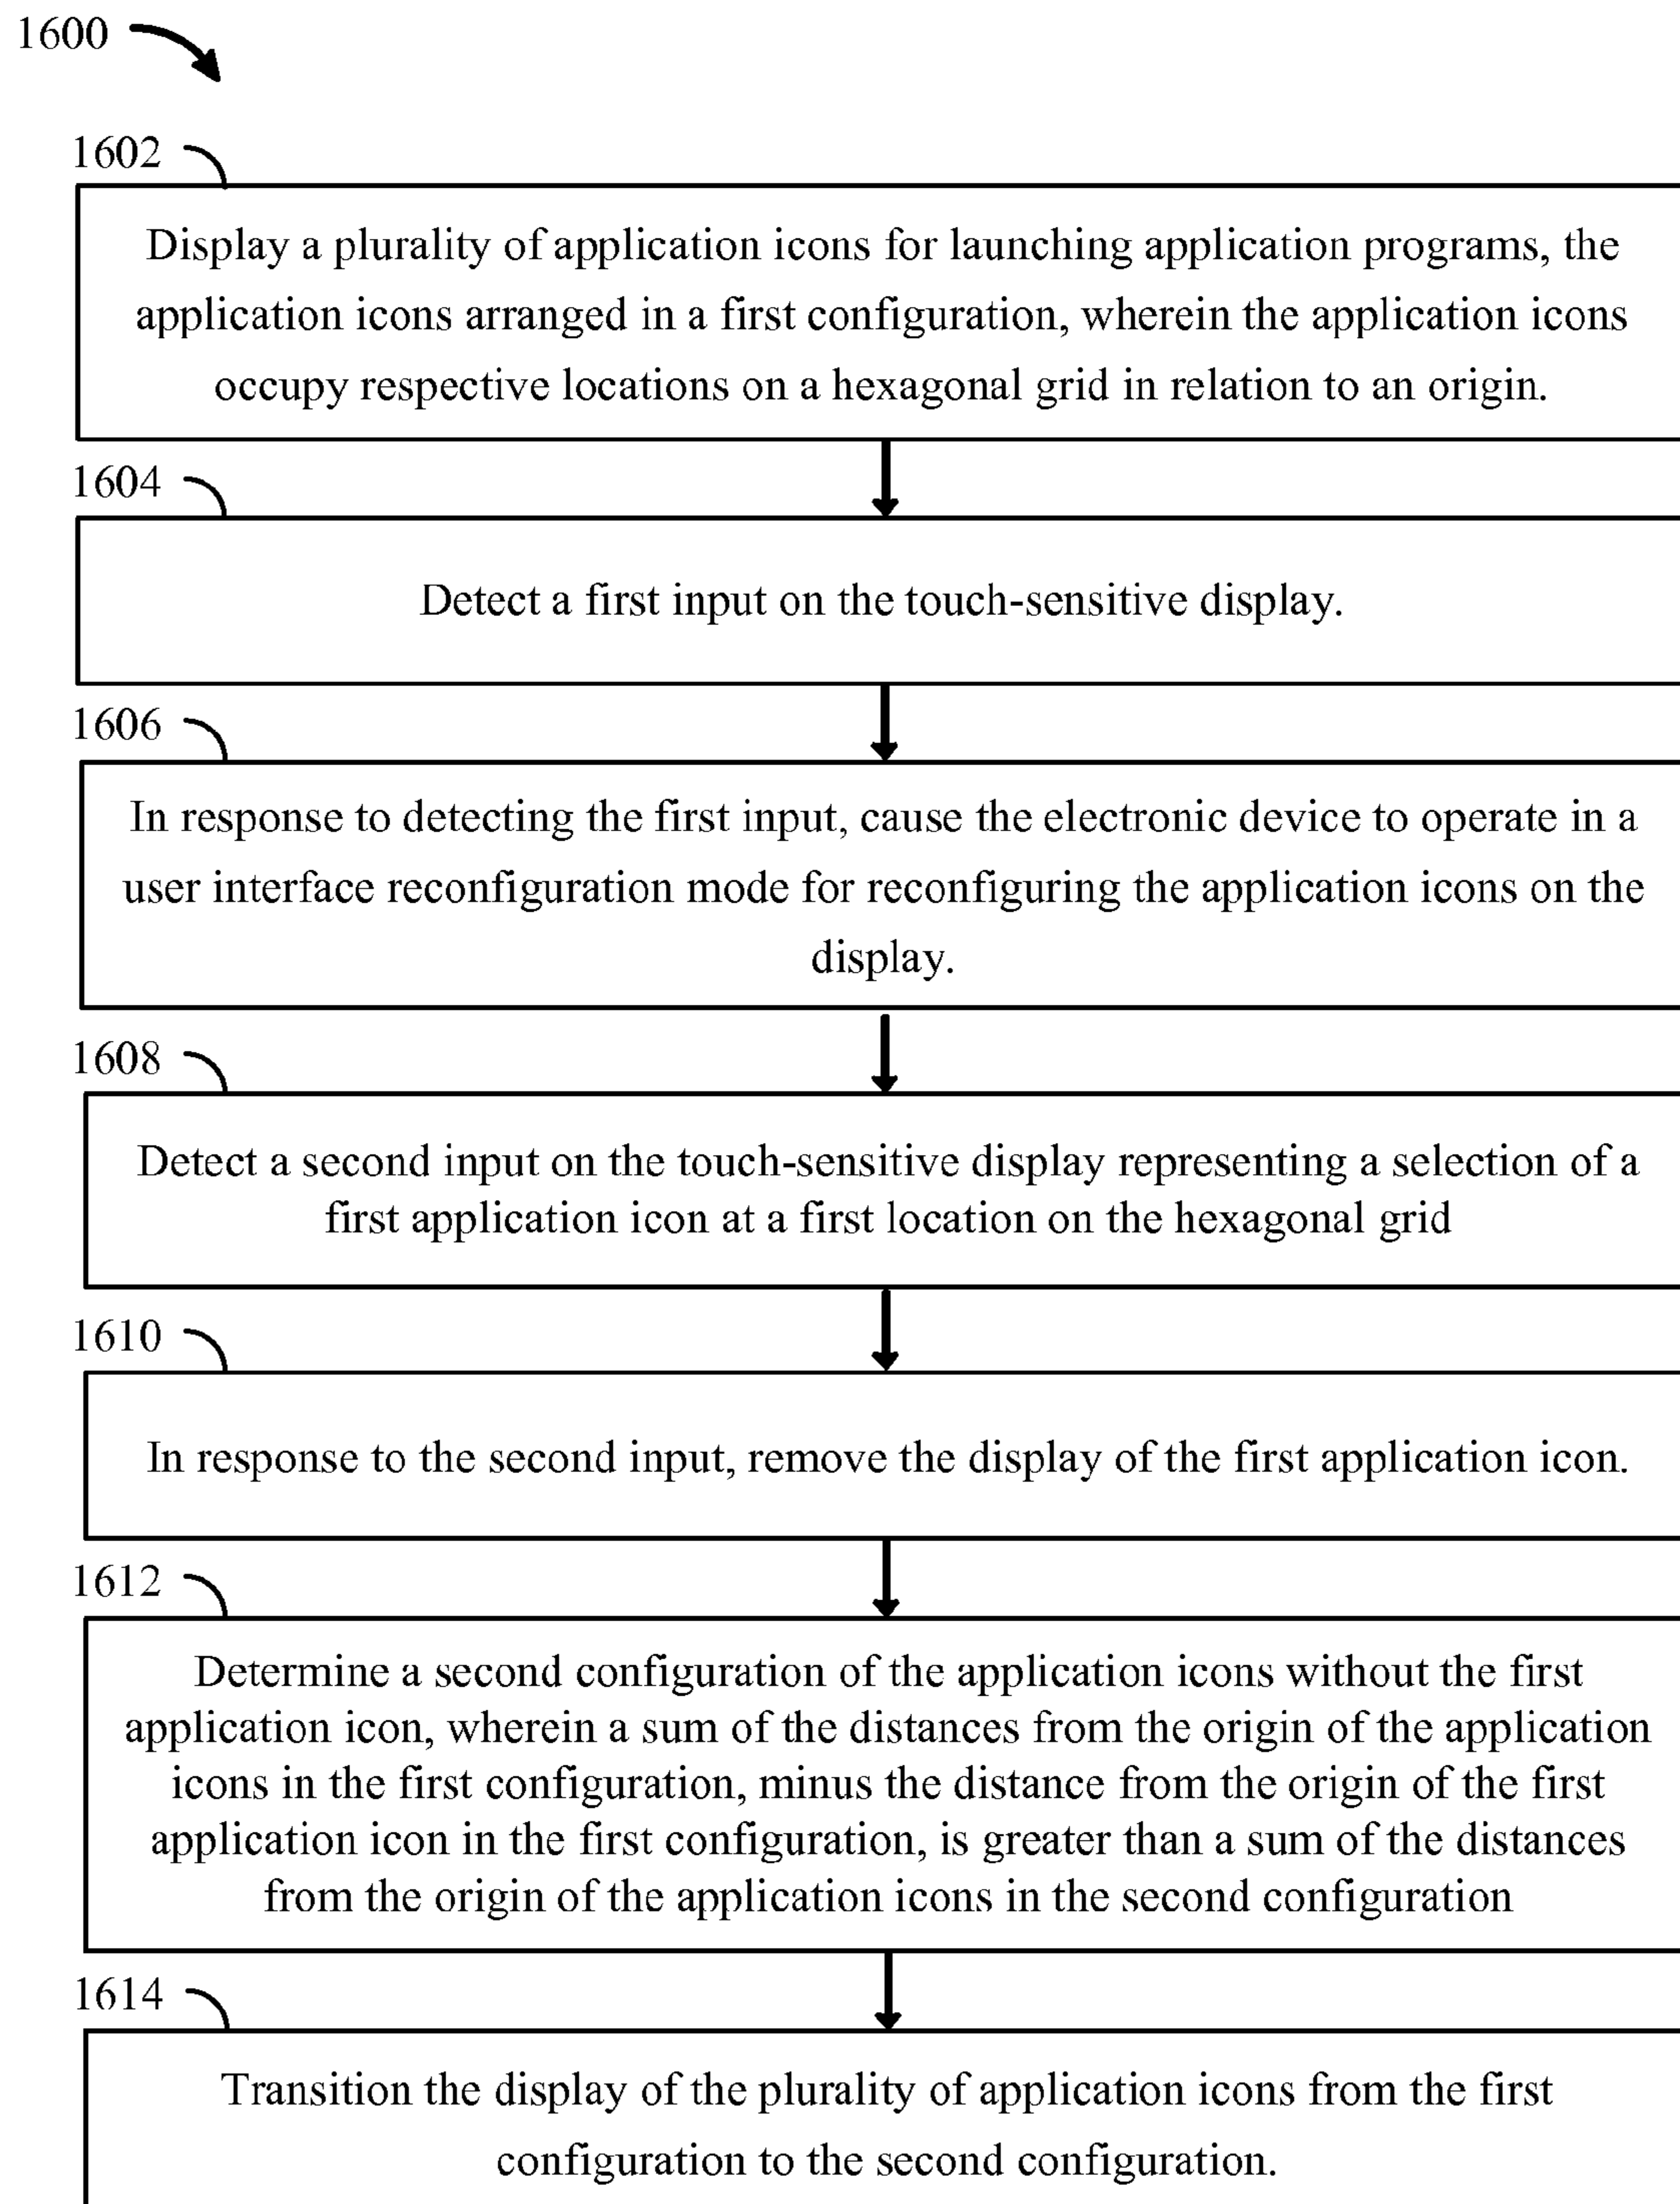 1600
1602
Display a plurality of application icons for launching application programs, the
application icons arranged in a first configuration, wherein the application icons
occupy respective locations on a hexagonal grid in relation to an origin.
1604
Detect a first input on the touch-sensitive display.
1606
In response to detecting the first input, cause the electronic device to operate in a
user interface reconfiguration mode for reconfiguring the application icons on the
display.
1608
Detect a second input on the touch-sensitive display representing a selection of a
first application icon at a first location on the hexagonal grid
1610
In response to the second input, remove the display of the first application icon.
1612
Determine a second configuration of the application icons without the first
application icon, wherein a sum of the distances from the origin of the application
icons in the first configuration, minus the distance from the origin of the first
application icon in the first configuration, is greater than a sum of the distances
from the origin of the application icons in the second configuration
1614
Transition the display of the plurality of application icons from the first
configuration to the second configuration.